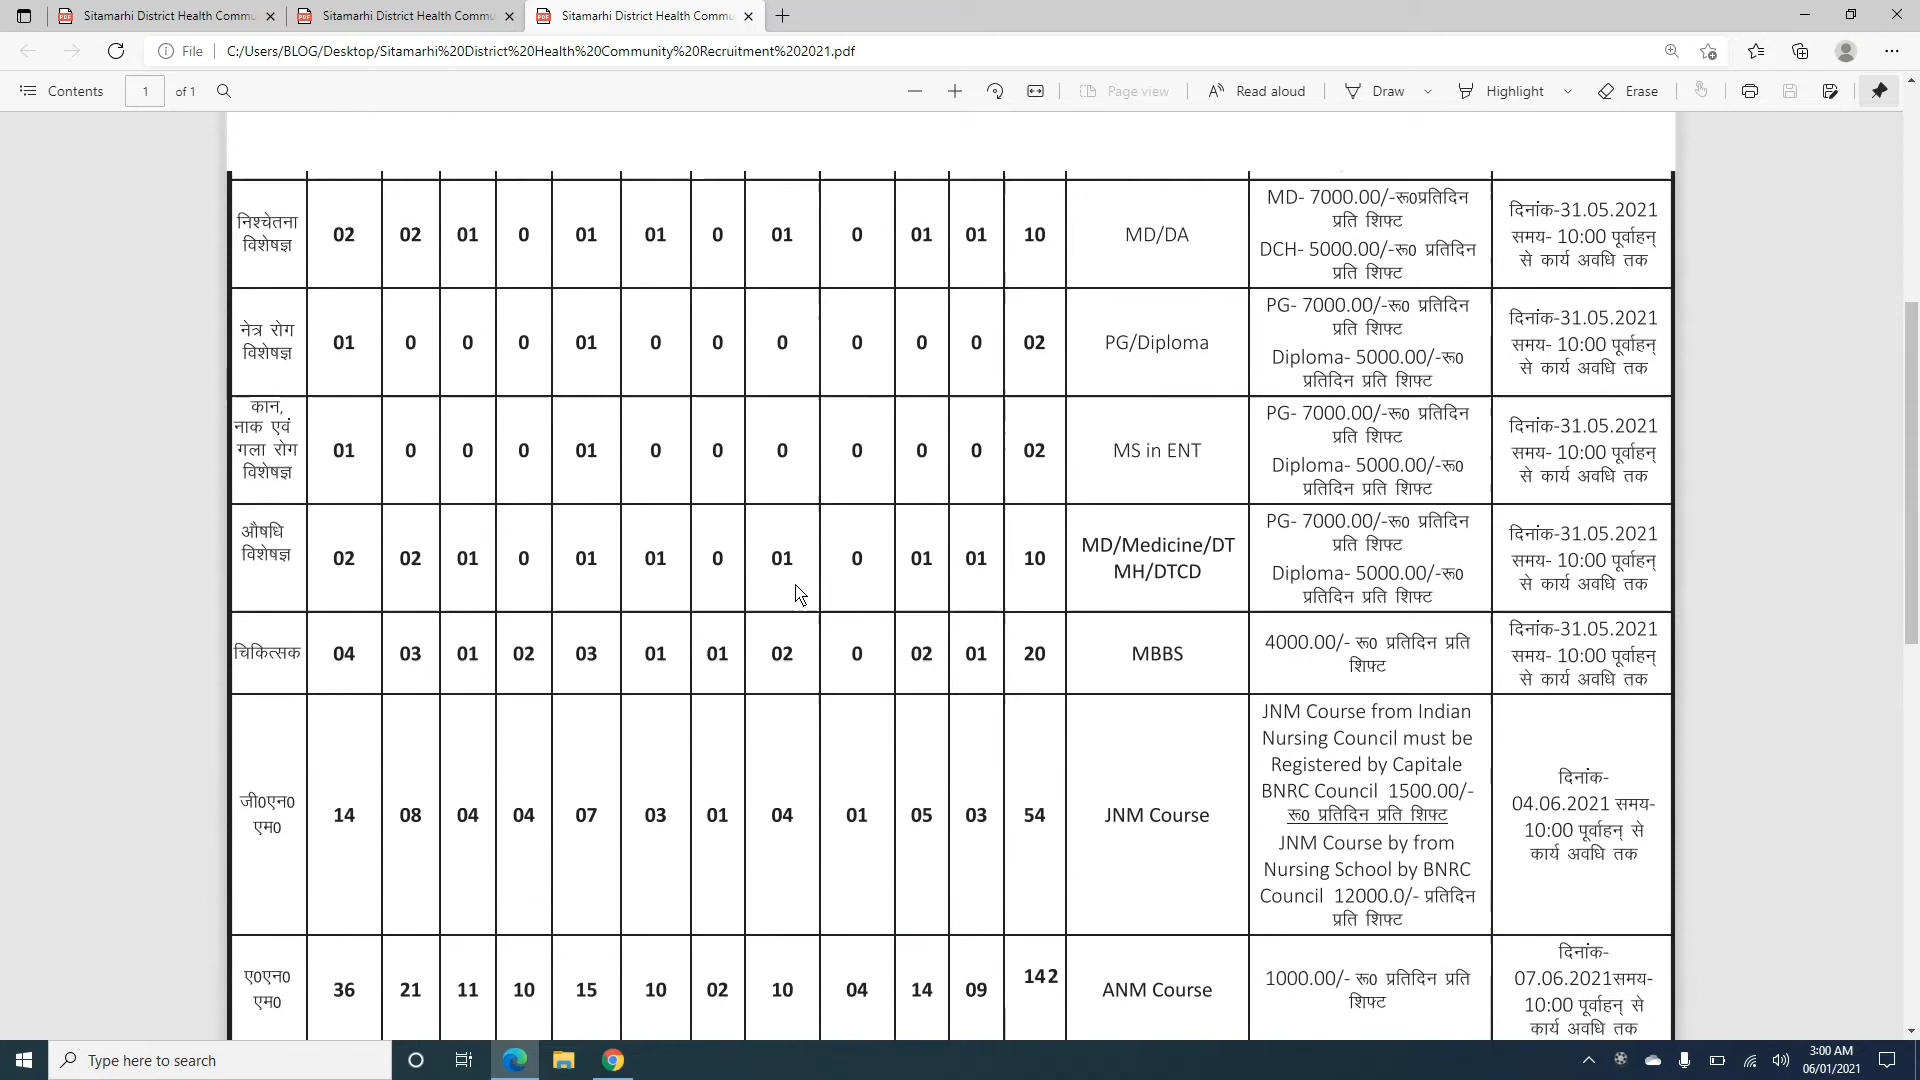 Sitamarhi District Health Commu
Sitamarhi District Health Commu
Sitamarhi District Health Commu
File
C:/Users/BLOG/Desktop/Sitamarhi%20District%20Health%20Community%20Recruitment%202021.pdf
Contents 1 of 1
Page view Read aloud Draw Highlight Erase
निश्चेतना
विशेषज्ञ
02 02 01 0 01 01 0 01 0 01 01 10
MD/DA
MD- 7000.00/-रू0प्रतिदिन
प्रति शिफ्ट
DCH- 5000.00/-रू0 प्रतिदिन
प्रति शिफ्ट
दिनांक-31.05.2021
समय- 10:00 पूर्वाहन्
से कार्य अवधि तक
नेत्र रोग
विशेषज्ञ
01 0 0 0 01 0 0 0 0 0 0 02
PG/Diploma
PG- 7000.00/-रू0 प्रतिदिन
प्रति शिफ्ट
Diploma- 5000.00/-रू0
प्रतिदिन प्रति शिफ्ट
दिनांक-31.05.2021
समय- 10:00 पूर्वाहन्
से कार्य अवधि तक
कान,
नाक एवं
गला रोग
विशेषज्ञ
01 0 0 0 01 0 0 0 0 0 0 02
MS in ENT
PG- 7000.00/-रू0 प्रतिदिन
प्रति शिफ्ट
Diploma- 5000.00/-रू0
प्रतिदिन प्रति शिफ्ट
दिनांक-31.05.2021
समय- 10:00 पूर्वाहन्
से कार्य अवधि तक
औषधि
विशेषज्ञ
02 02 01 0 01 01 0 01 0 01 01 10
MD/Medicine/DT
MH/DTCD
PG- 7000.00/-रू0 प्रतिदिन
प्रति शिफ्ट
Diploma- 5000.00/-रू0
प्रतिदिन प्रति शिफ्ट
दिनांक-31.05.2021
समय- 10:00 पूर्वाहन्
से कार्य अवधि तक
चिकित्सक
04 03 01 02 03 01 01 02 0 02 01 20
MBBS
4000.00/- रू0 प्रतिदिन प्रति
शिफ्ट
दिनांक-31.05.2021
समय- 10:00 पूर्वाहन्
से कार्य अवधि तक
जी0एन0
एम0
14 08 04 04 07 03 01 04 01 05 03 54
JNM Course
JNM Course from Indian
Nursing Council must be
Registered by Capitale
BNRC Council 1500.00/-
रू0 प्रतिदिन प्रति शिफ्ट
JNM Course by from
Nursing School by BNRC
Council 12000.0/- प्रतिदिन
प्रति शिफ्ट
दिनांक-
04.06.2021 समय-
10:00 पूर्वाहन् से
कार्य अवधि तक
ए0एन0
एम0
36 21 11 10 15 10 02 10 04 14 09 142
ANM Course
1000.00/- रू0 प्रतिदिन प्रति
शिफ्ट
दिनांक-
07.06.2021समय-
10:00 पूर्वाहन् से
कार्य अवधि तक
Type here to search
3:00 AM
06/01/2021